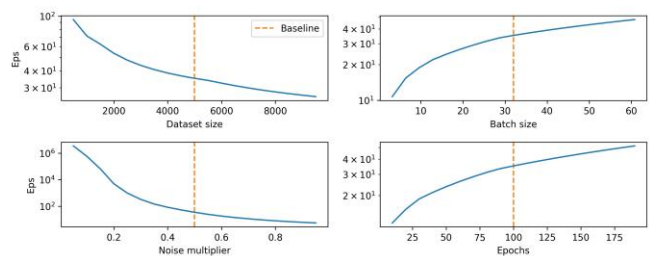 10²
6 × 10¹
4 × 10¹
3 × 10¹
Eps
2000 4000 6000 8000
Dataset size
Baseline
4 × 10¹
3 × 10¹
2 × 10¹
10¹
10 20 30 40 50 60
Batch size
10⁶
10⁴
10²
Eps
0.2 0.4 0.6 0.8
Noise multiplier
4 × 10¹
3 × 10¹
2 × 10¹
25 50 75 100 125 150 175
Epochs